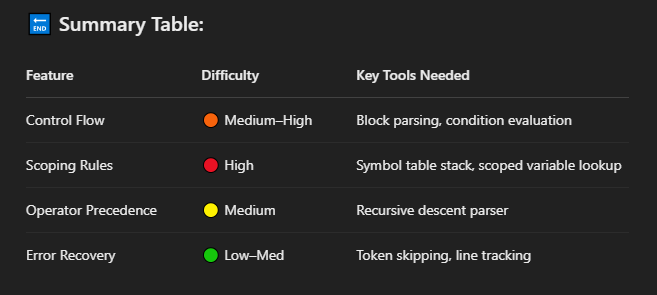 🔚 Summary Table:
Feature Difficulty Key Tools Needed
Control Flow 🟠 Medium–High Block parsing, condition evaluation
Scoping Rules 🔴 High Symbol table stack, scoped variable lookup
Operator Precedence 🟡 Medium Recursive descent parser
Error Recovery 🟢 Low–Med Token skipping, line tracking